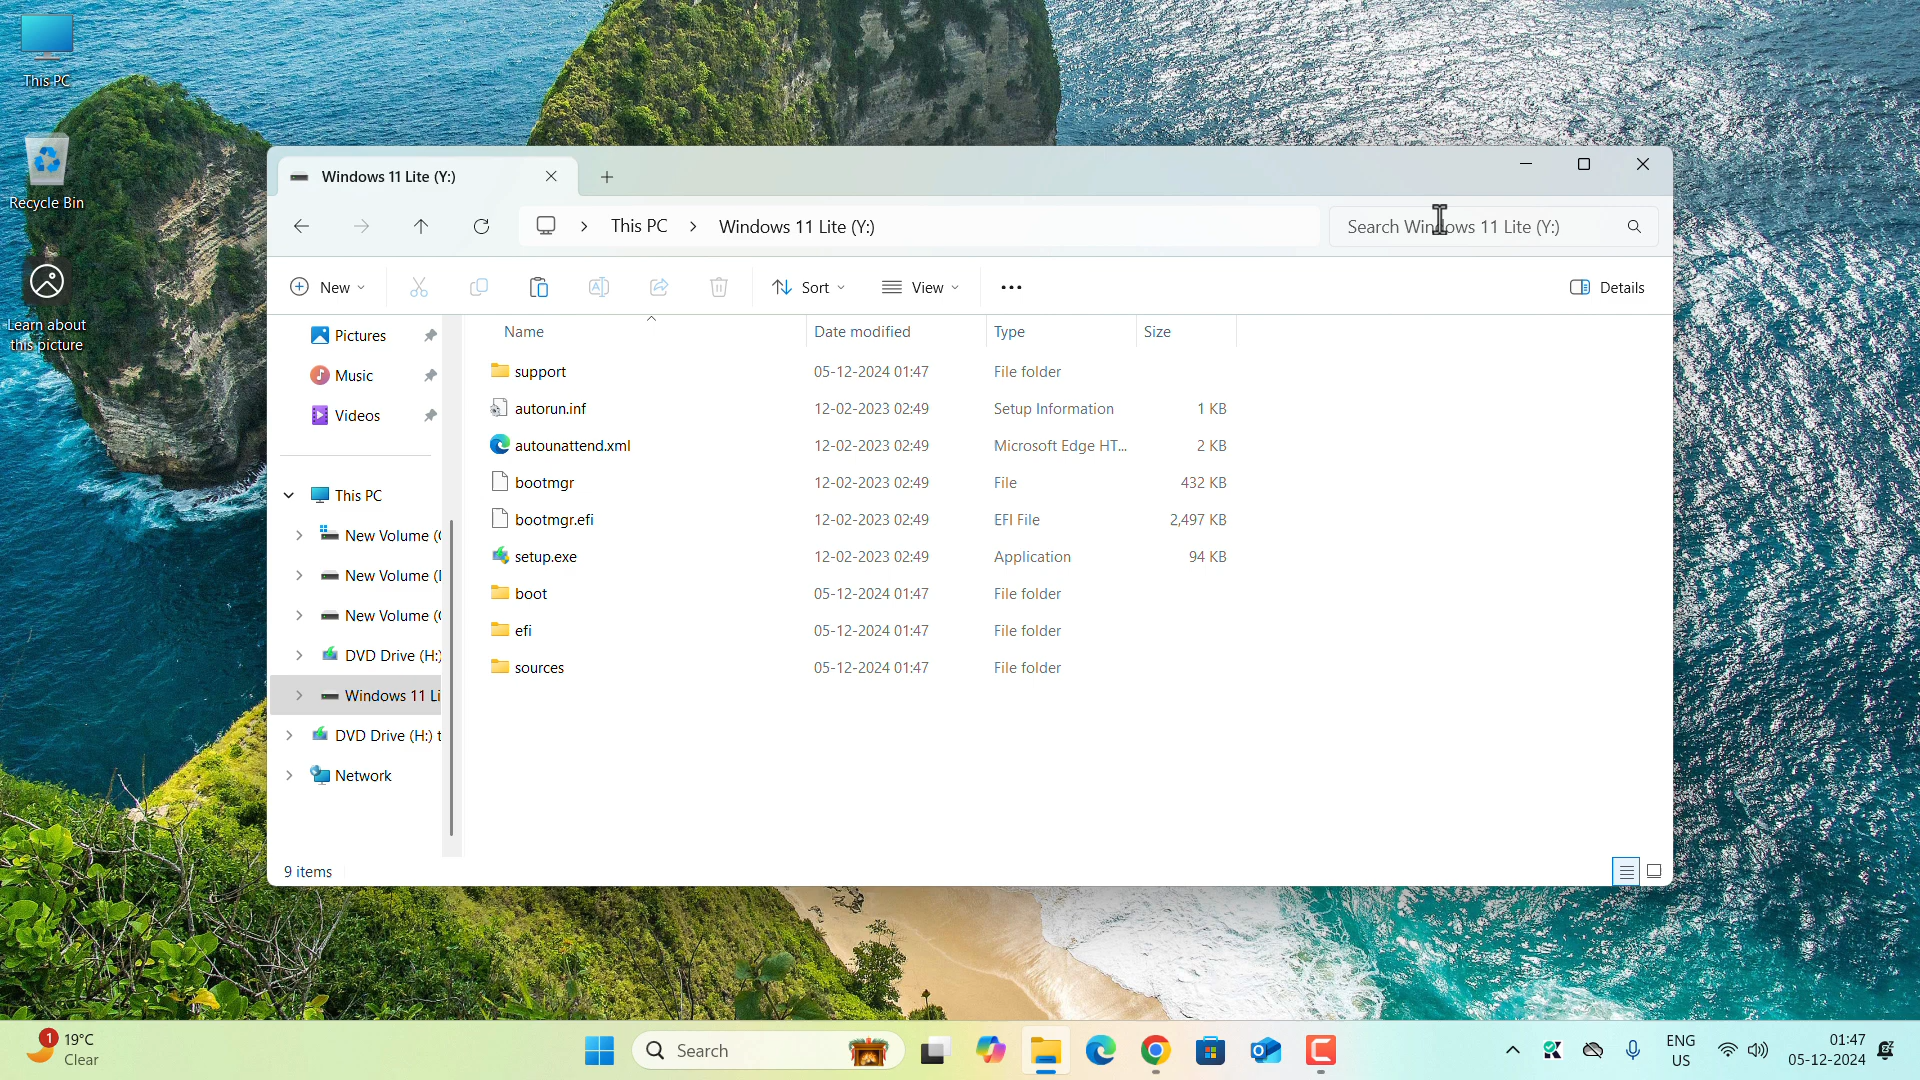 This PC
Recycle Bin
Learn about
this picture
Windows 11 Lite (Y:)
This PC
Windows 11 Lite (Y:)
Search Windows 11 Lite (Y:)
New
Sort
View
Details
Pictures
Music
Videos
This PC
New Volume (
New Volume (
New Volume (
DVD Drive (H:)
Windows 11 Li
DVD Drive (H:) t
Network
Name Date modified Type Size
support 05-12-2024 01:47 File folder
autorun.inf 12-02-2023 02:49 Setup Information 1 KB
autounattend.xml 12-02-2023 02:49 Microsoft Edge HT... 2 KB
bootmgr 12-02-2023 02:49 File 432 KB
bootmgr.efi 12-02-2023 02:49 EFI File 2,497 KB
setup.exe 12-02-2023 02:49 Application 94 KB
boot 05-12-2024 01:47 File folder
efi 05-12-2024 01:47 File folder
sources 05-12-2024 01:47 File folder
9 items
1
19°C
Clear
Search
ENG
US
01:47
05-12-2024